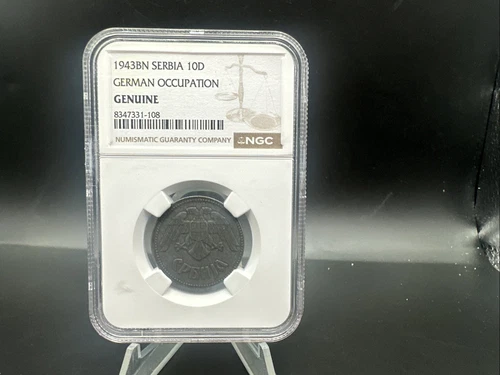 1943BN SERBIA 10D
GERMAN OCCUPATION
GENUINE
8347331-108
NUMISMATIC GUARANTY COMPANY NGC
СРБИЈА